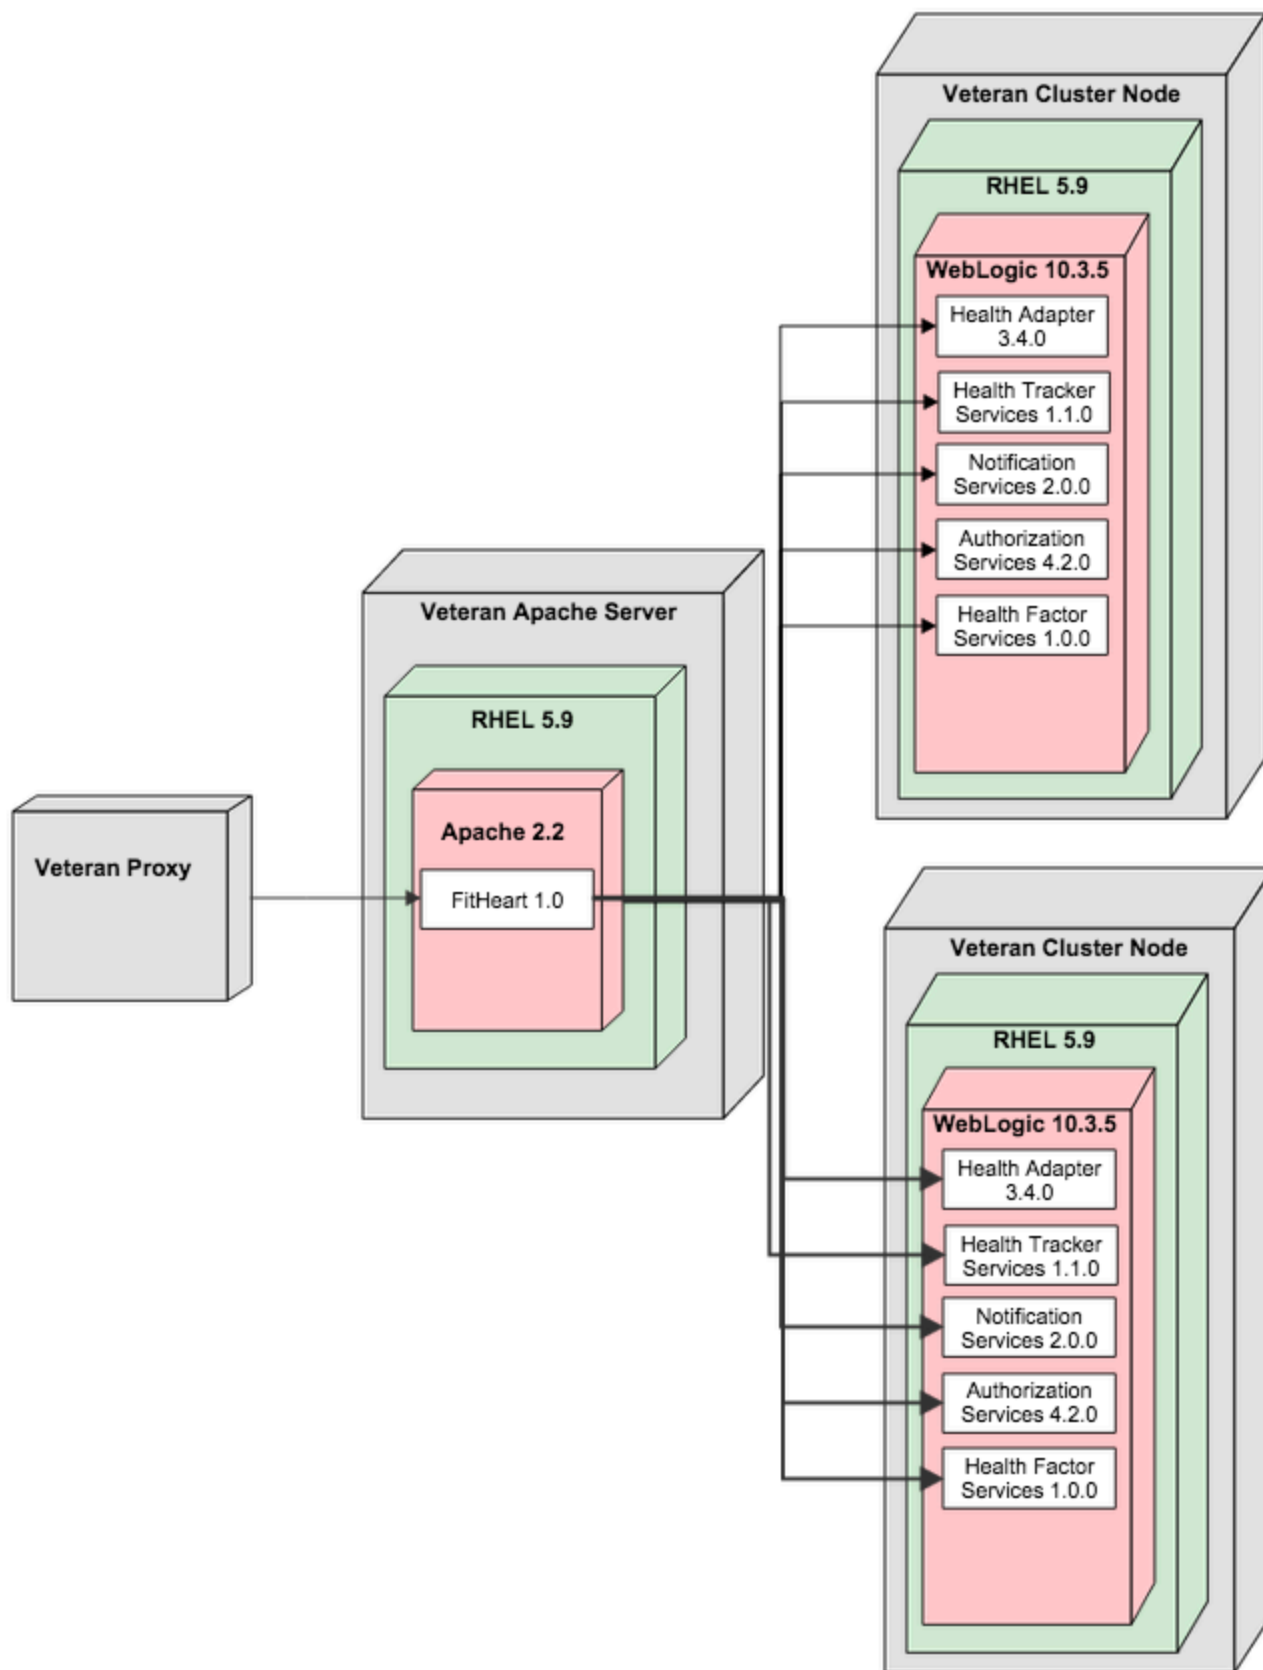 Veteran Cluster Node
RHEL 5.9
WebLogic 10.3.5
Health Adapter
3.4.0
Health Tracker
Services 1.1.0
Notification
Services 2.0.0
Authorization
Services 4.2.0
Health Factor
Services 1.0.0
Veteran Apache Server
RHEL 5.9
Apache 2.2
FitHeart 1.0
Veteran Proxy
Veteran Cluster Node
RHEL 5.9
WebLogic 10.3.5
Health Adapter
3.4.0
Health Tracker
Services 1.1.0
Notification
Services 2.0.0
Authorization
Services 4.2.0
Health Factor
Services 1.0.0